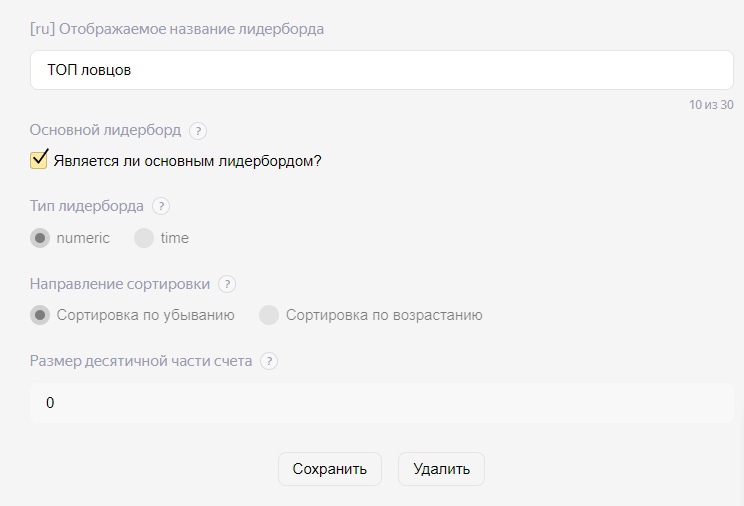 [ru] Отображаемое название лидерборда
ТОП ловцов
10 из 30
Основной лидерборд ?
Является ли основным лидербордом?
Тип лидерборда ?
numeric time
Направление сортировки ?
Сортировка по убыванию Сортировка по возрастанию
Размер десятичной части счета ?
0
Сохранить Удалить